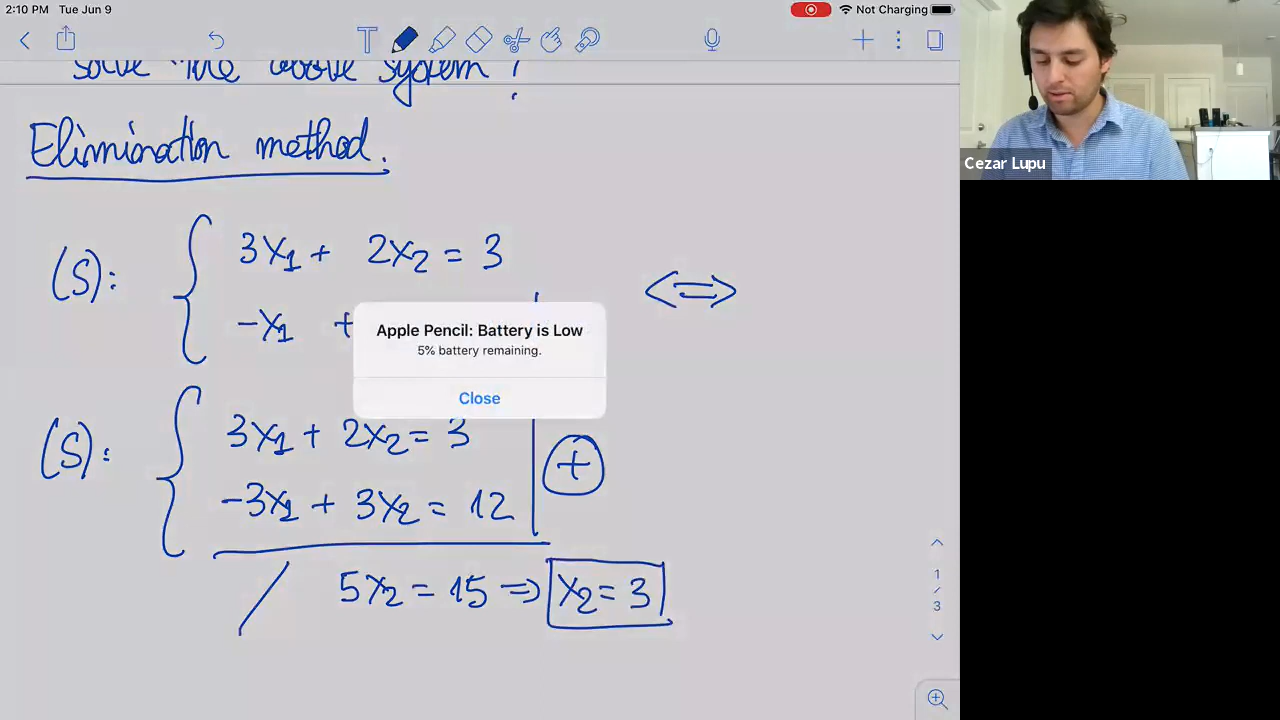 2:10 PM Tue Jun 9
Not Charging
solve the above system?
Elimination method.
(S): 3x₁ + 2x₂ = 3
-x₁ +
Apple Pencil: Battery is Low
5% battery remaining.
Close
(S): 3x₁ + 2x₂ = 3
-3x₁ + 3x₂ = 12
+
/ 5x₂ = 15 ⇒ x₂ = 3
⇔
T
Cezar Lupu
1
/
3